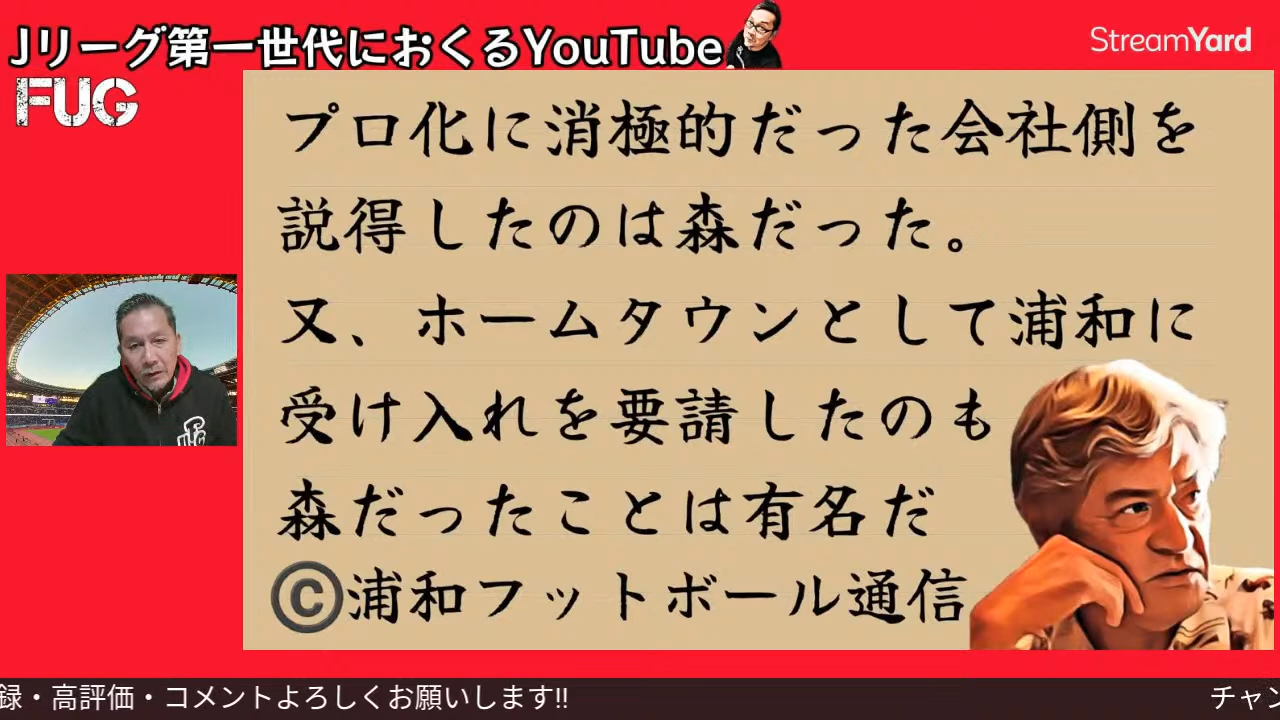 Jリーグ第一世代におくるYouTube
StreamYard
FUG
プロ化に消極的だった会社側を
説得したのは森だった。
又、ホームタウンとして浦和に
受け入れを要請したのも
森だったことは有名だ
©浦和フットボール通信
録・高評価・コメントよろしくお願いします!!
チャン